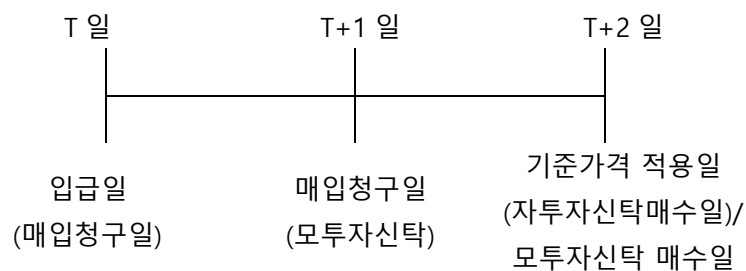 T 일
T+1 일
T+2 일
입급일
(매입청구일)
매입청구일
(모투자신탁)
기준가격 적용일
(자투자신탁매수일)/
모투자신탁 매수일